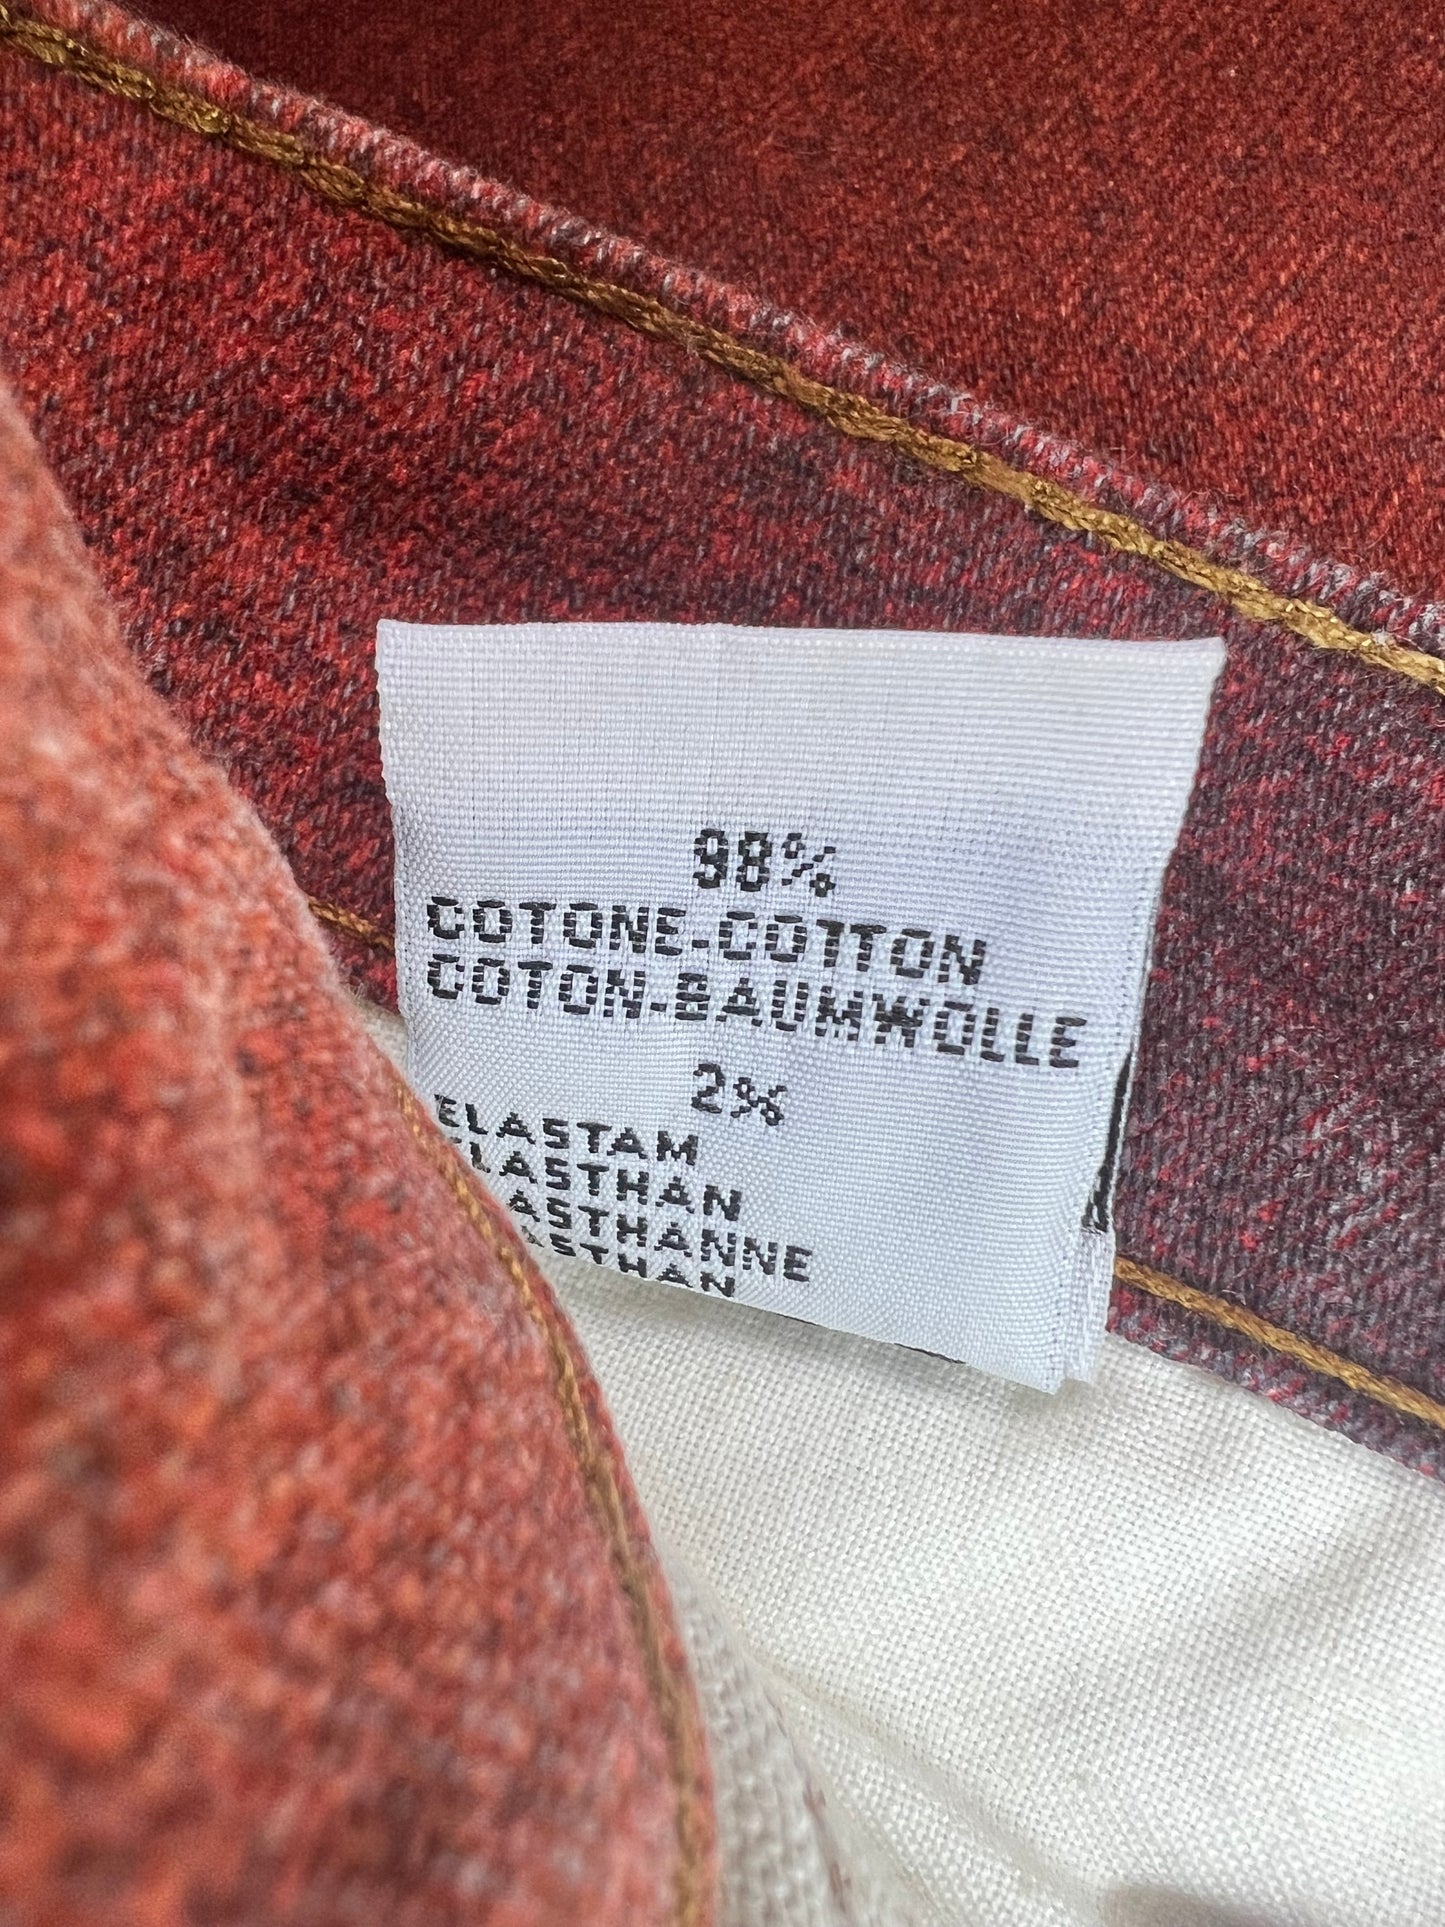 98%
COTONE-COTTON
COTON-BAUMWOLLE
2%
ELASTAM
ELASTHAN
ASTHANNE
ASTHAN